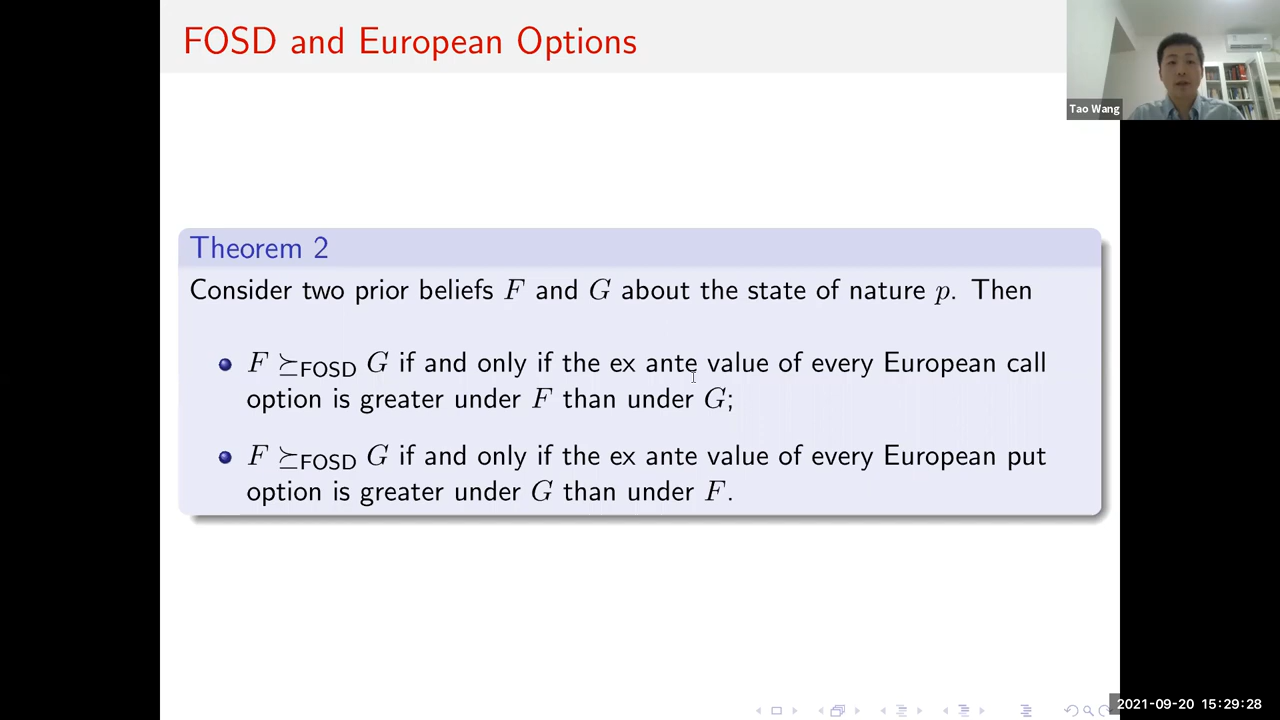 FOSD and European Options
Tao Wang
Theorem 2
Consider two prior beliefs F and G about the state of nature p. Then
F ⪰FOSD G if and only if the ex ante value of every European call
option is greater under F than under G;
F ⪰FOSD G if and only if the ex ante value of every European put
option is greater under G than under F.
2021-09-20 15:29:28